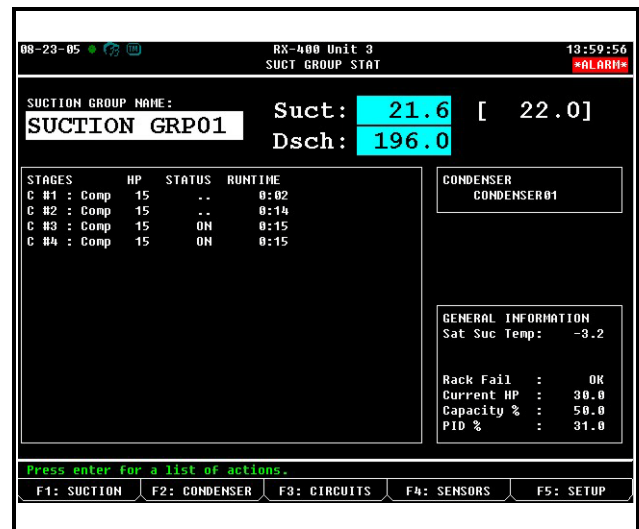 08-23-05 TM RX-400 Unit 3 13:59:56
SUCT GROUP STAT *ALARM*
SUCTION GROUP NAME:
SUCTION GRP01
Suct: 21.6 [ 22.0]
Dsch: 196.0
STAGES HP STATUS RUNTIME
C #1 : Comp 15 .. 0:02
C #2 : Comp 15 .. 0:14
C #3 : Comp 15 ON 0:15
C #4 : Comp 15 ON 0:15
CONDENSER
CONDENSER01
GENERAL INFORMATION
Sat Suc Temp: -3.2
Rack Fail : OK
Current HP : 30.0
Capacity % : 50.0
PID % : 31.0
Press enter for a list of actions.
F1: SUCTION F2: CONDENSER F3: CIRCUITS F4: SENSORS F5: SETUP